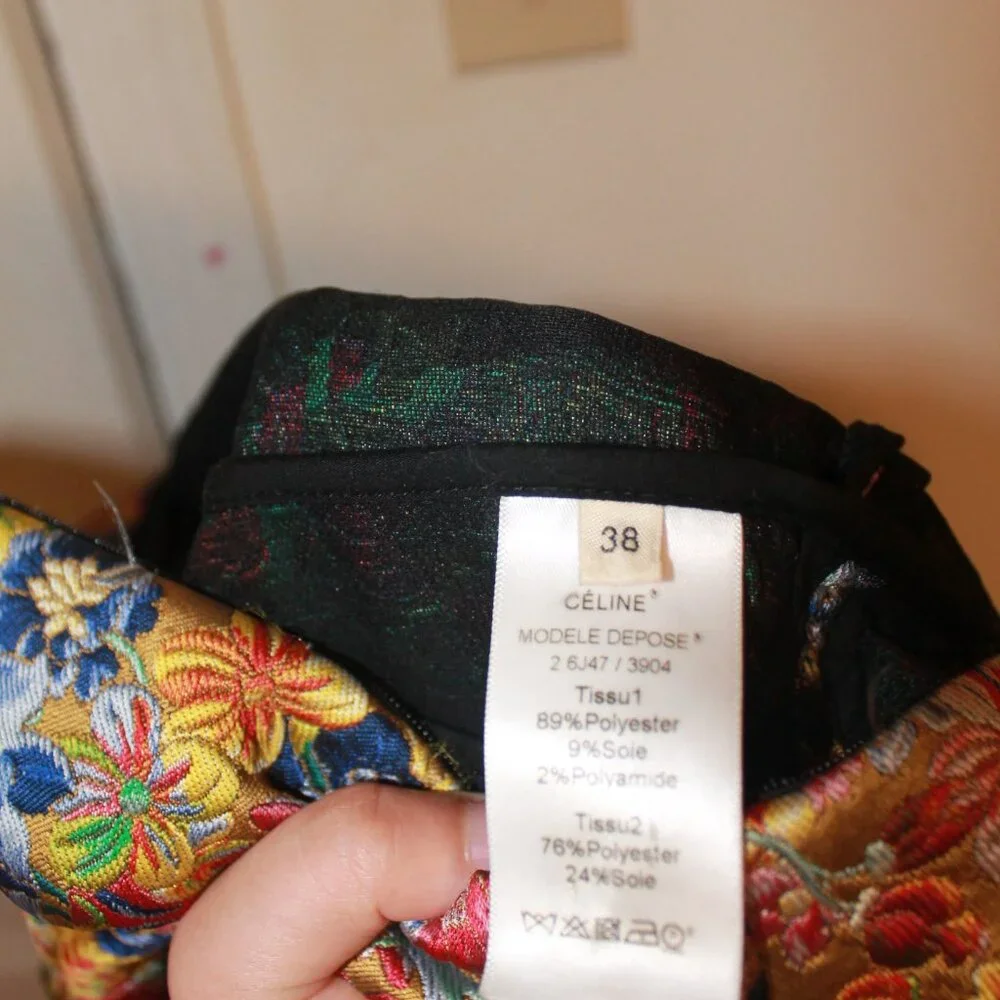 38
CÉLINE®
MODELE DEPOSE®
2 6J47 / 3904
Tissu1
89%Polyester
9%Soie
2%Polyamide
Tissu2
76%Polyester
24%Soie